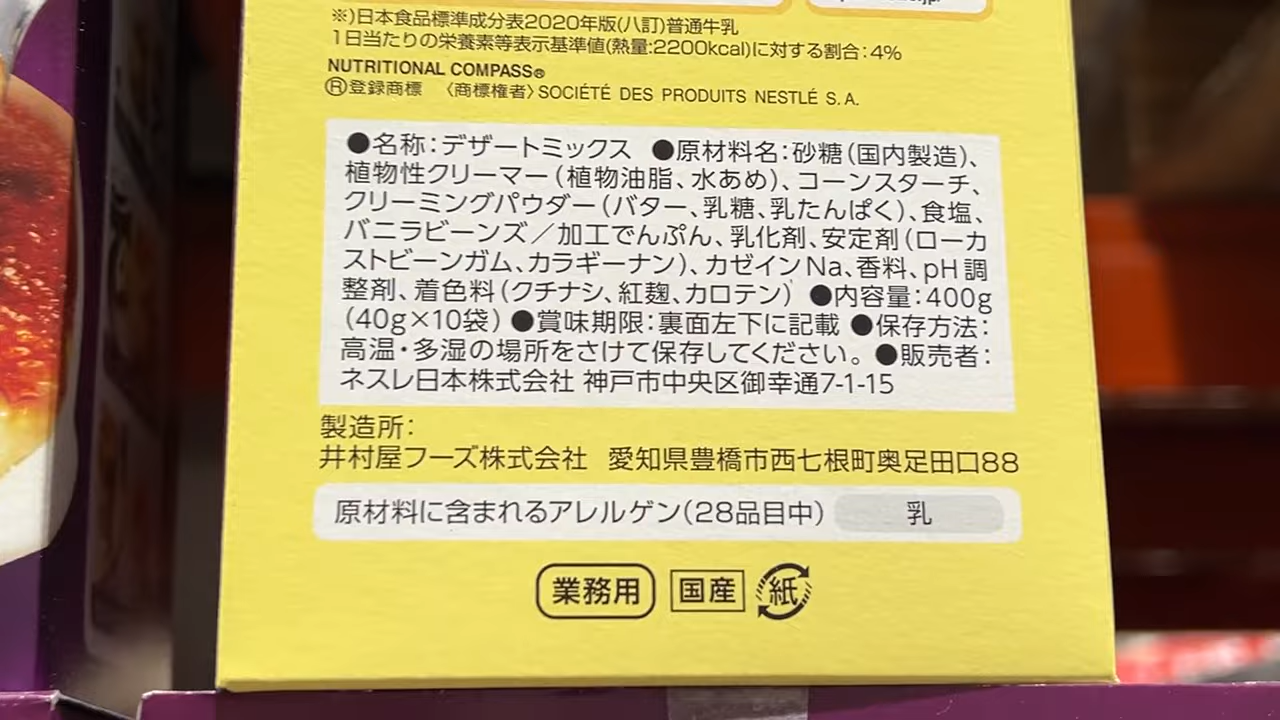 ※)日本食品標準成分表2020年版(八訂)普通牛乳
1日当たりの栄養素等表示基準値(熱量:2200kcal)に対する割合:4%
NUTRITIONAL COMPASS®
Ⓡ登録商標 〈商標権者〉SOCIÉTÉ DES PRODUITS NESTLÉ S.A.
●名称:デザートミックス ●原材料名:砂糖(国内製造)、
植物性クリーマー(植物油脂、水あめ)、コーンスターチ、
クリーミングパウダー(バター、乳糖、乳たんぱく)、食塩、
バニラビーンズ/加工でんぷん、乳化剤、安定剤(ローカ
ストビーンガム、カラギーナン)、カゼインNa、香料、pH調
整剤、着色料(クチナシ、紅麹、カロテン) ●内容量:400g
(40g×10袋) ●賞味期限:裏面左下に記載 ●保存方法:
高温・多湿の場所をさけて保存してください。 ●販売者:
ネスレ日本株式会社 神戸市中央区御幸通7-1-15
製造所:
井村屋フーズ株式会社 愛知県豊橋市西七根町奥足田口88
原材料に含まれるアレルゲン(28品目中) 乳
業務用 国産 紙